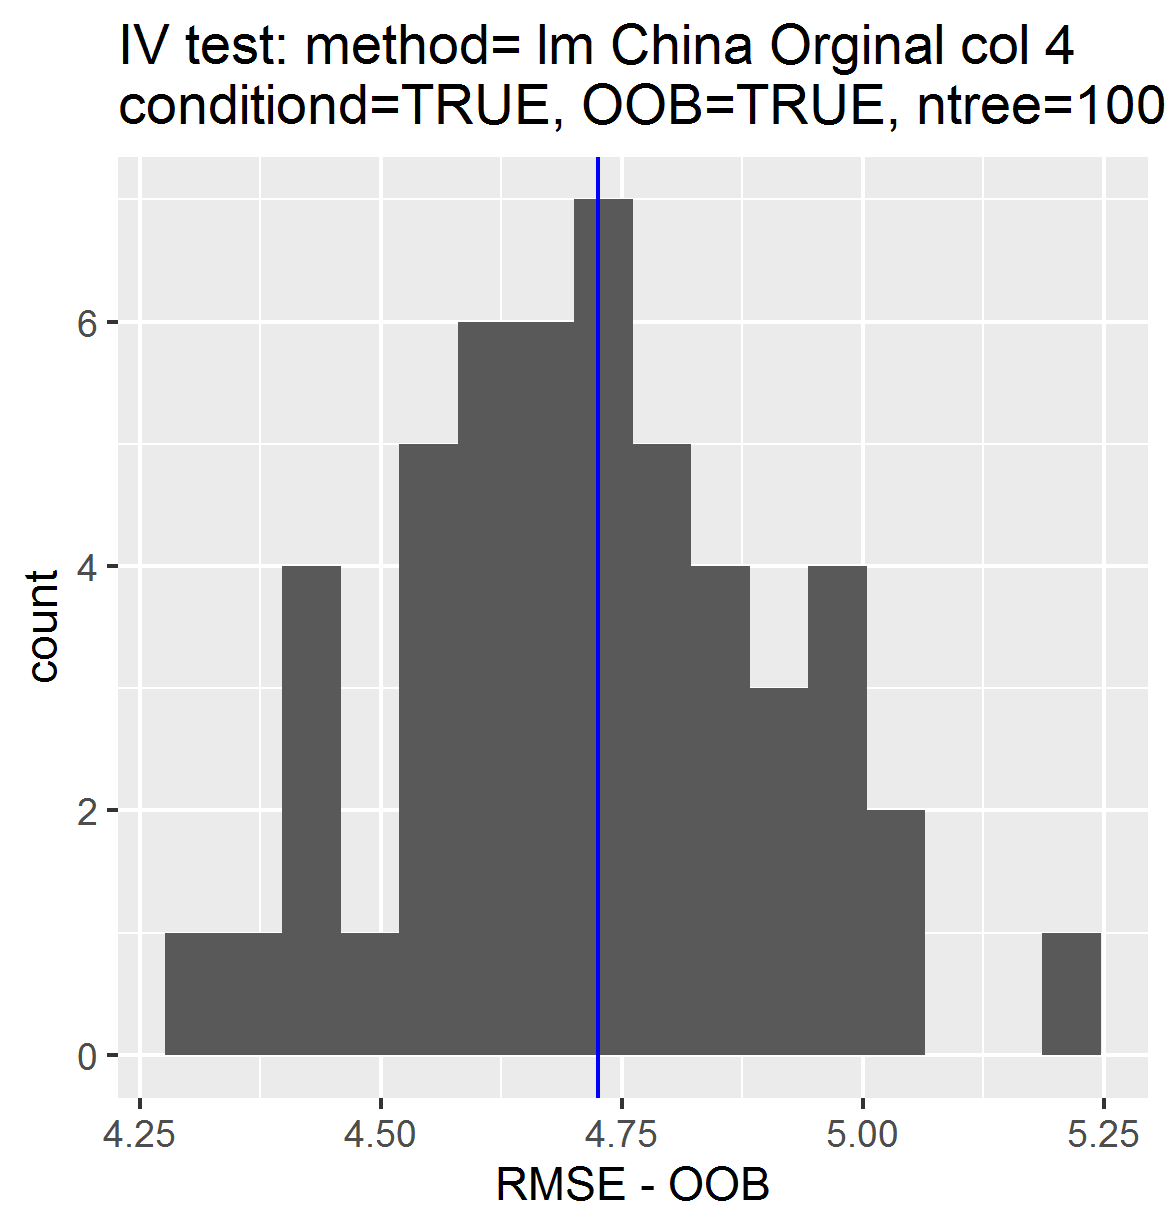 IV test: method= lm China Orginal col 4
conditiond=TRUE, OOB=TRUE, ntree=100
6
4
2
0
count
4.25 4.50 4.75 5.00 5.25
RMSE - OOB